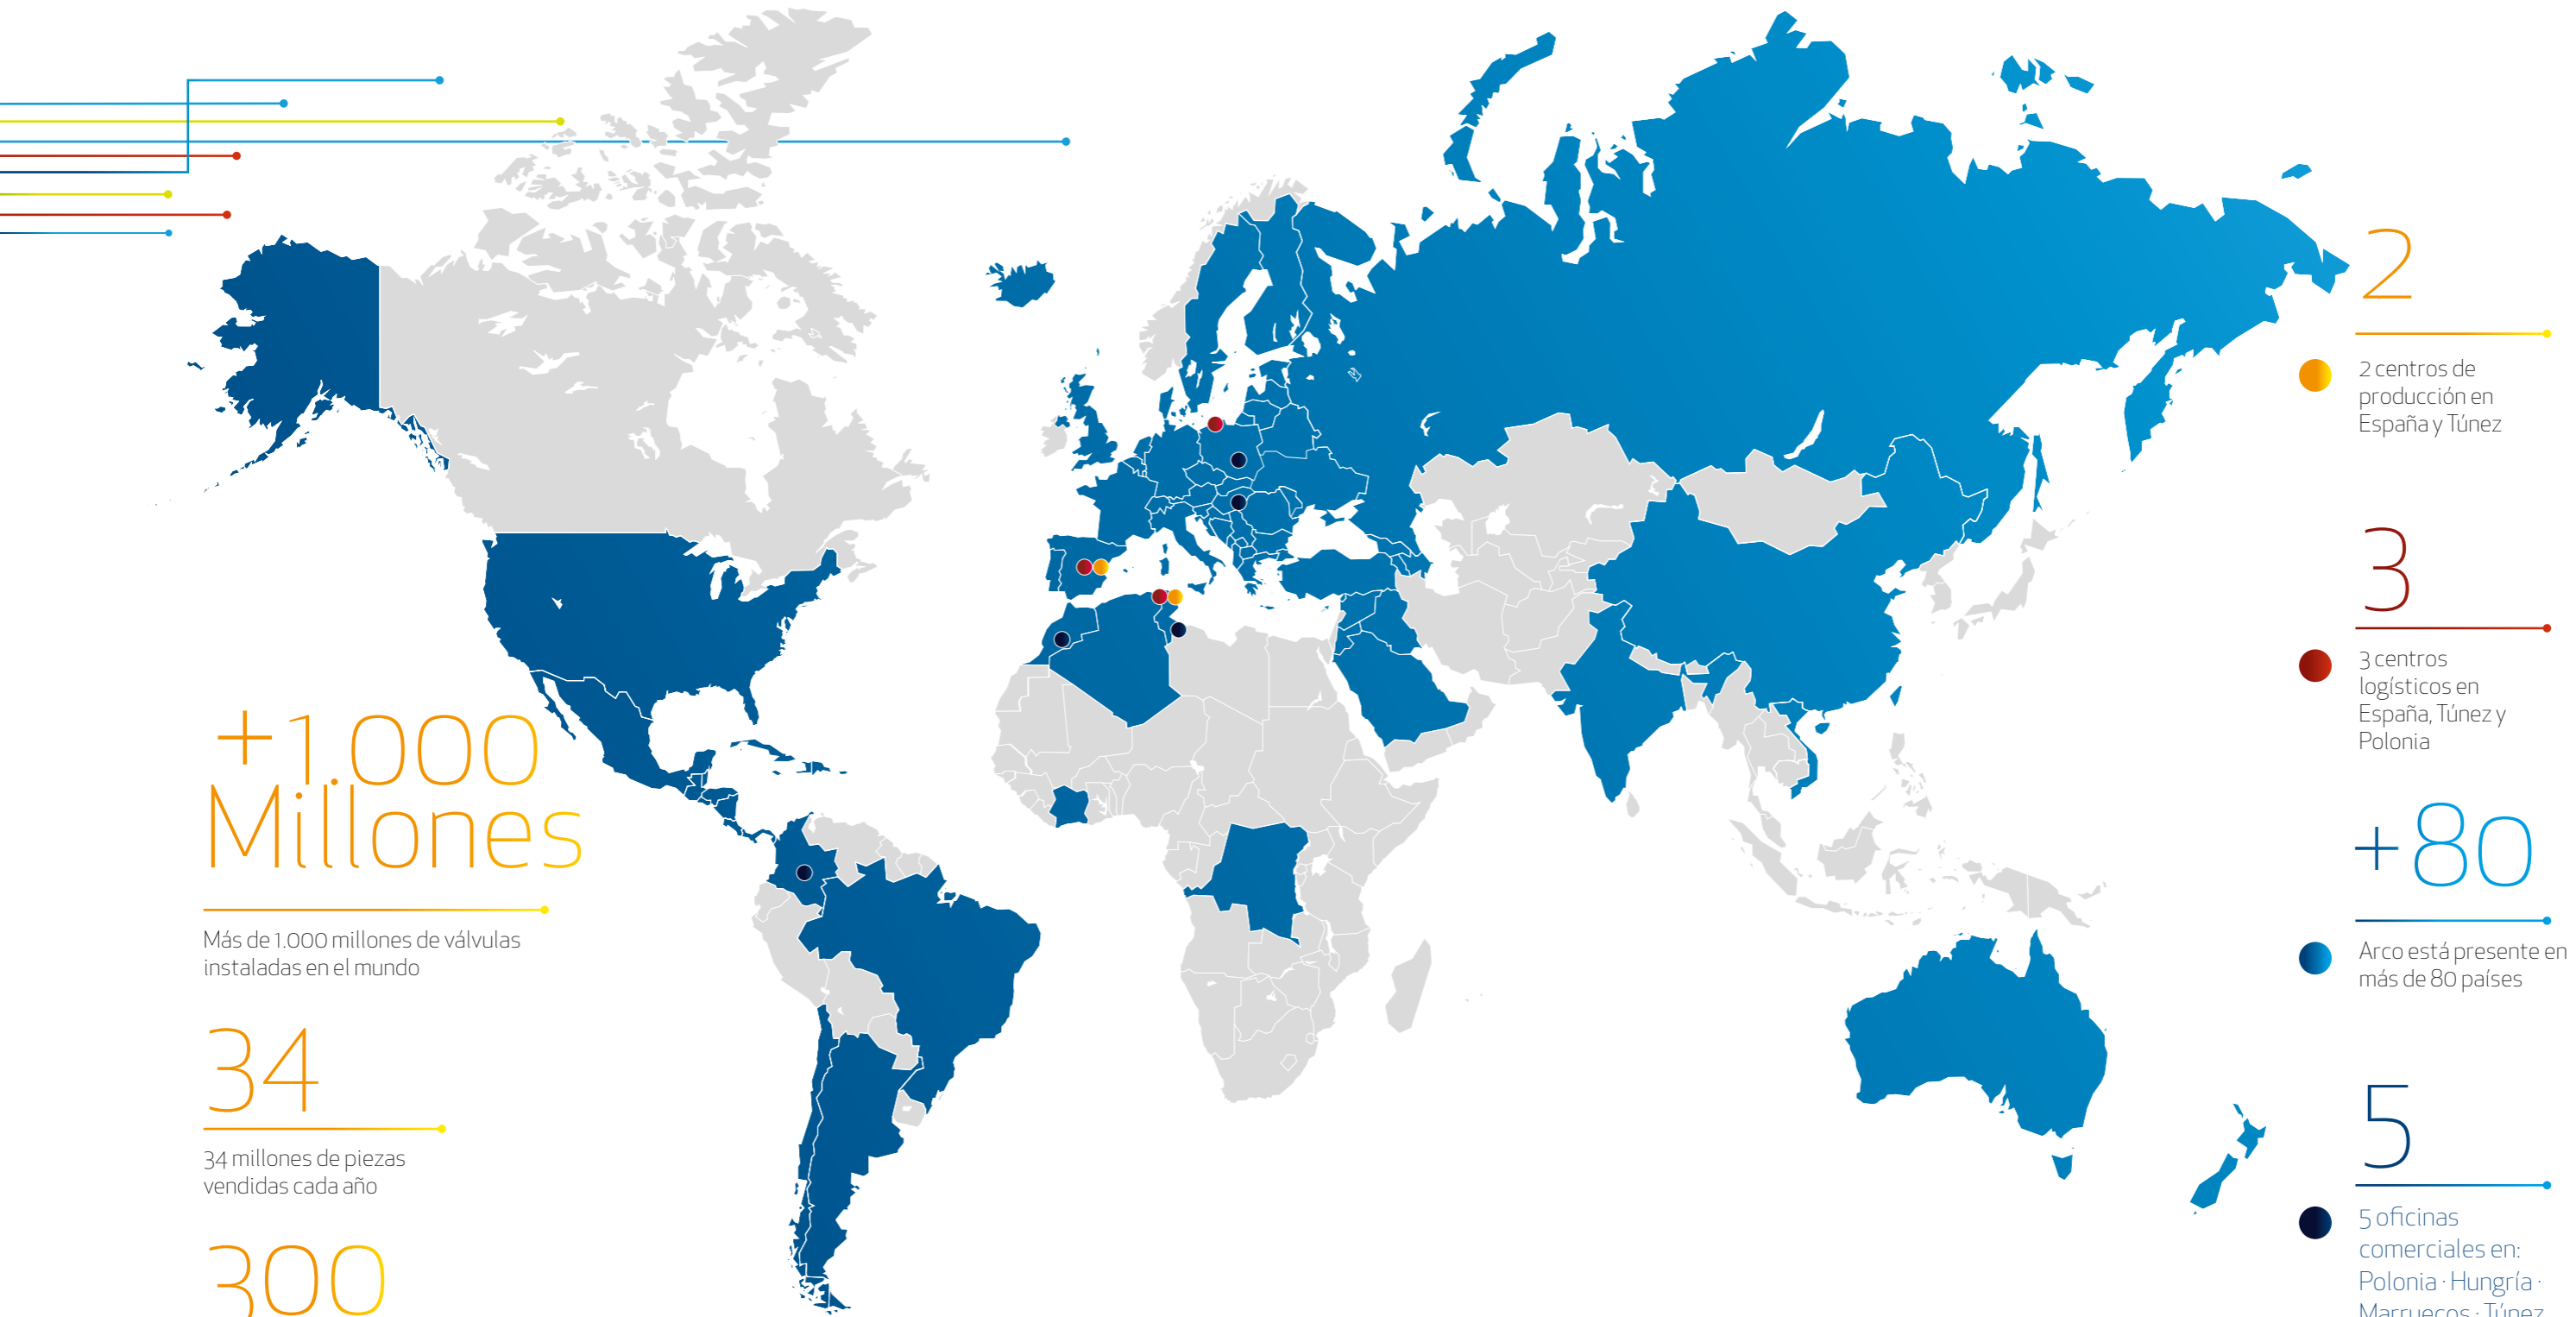 +1.000
Millones
Más de 1.000 millones de válvulas
instaladas en el mundo
34
34 millones de piezas
vendidas cada año
300
2
2 centros de
producción en
España y Túnez
3
3 centros
logísticos en
España, Túnez y
Polonia
+80
Arco está presente en
más de 80 países
5
5 oficinas
comerciales en:
Polonia · Hungría ·
Marruecos · Túnez